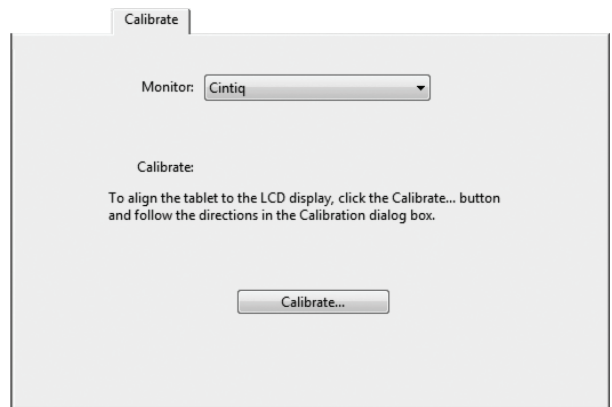 Calibrate
Monitor: Cintiq
Calibrate:
To align the tablet to the LCD display, click the Calibrate... button
and follow the directions in the Calibration dialog box.
Calibrate...